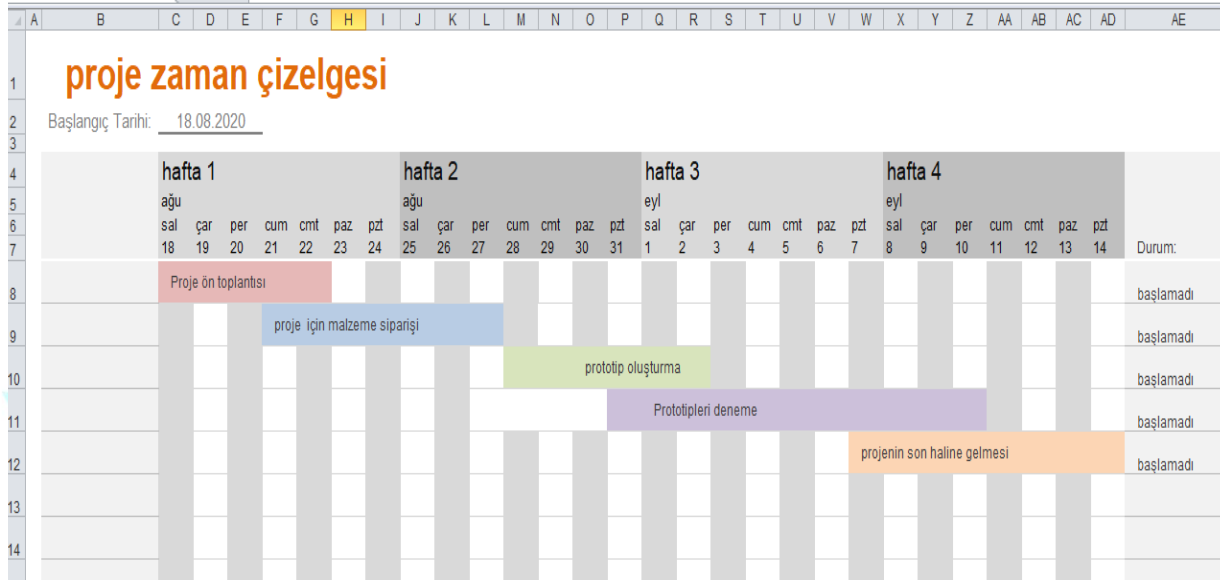 A B C D E F G H I J K L M N O P Q R S T U V W X Y Z AA AB AC AD AE
1 proje zaman çizelgesi
2 Başlangıç Tarihi: 18.08.2020
3
4 hafta 1 hafta 2 hafta 3 hafta 4
5 ağu ağu eyl eyl
6 sal çar per cum cmt paz pzt sal çar per cum cmt paz pzt sal çar per cum cmt paz pzt sal çar per cum cmt paz pzt
7 18 19 20 21 22 23 24 25 26 27 28 29 30 31 1 2 3 4 5 6 7 8 9 10 11 12 13 14 Durum:
8 Proje ön toplantısı başlamadı
9 proje için malzeme siparişi başlamadı
10 prototip oluşturma başlamadı
11 Prototipleri deneme başlamadı
12 projenin son haline gelmesi başlamadı
13
14